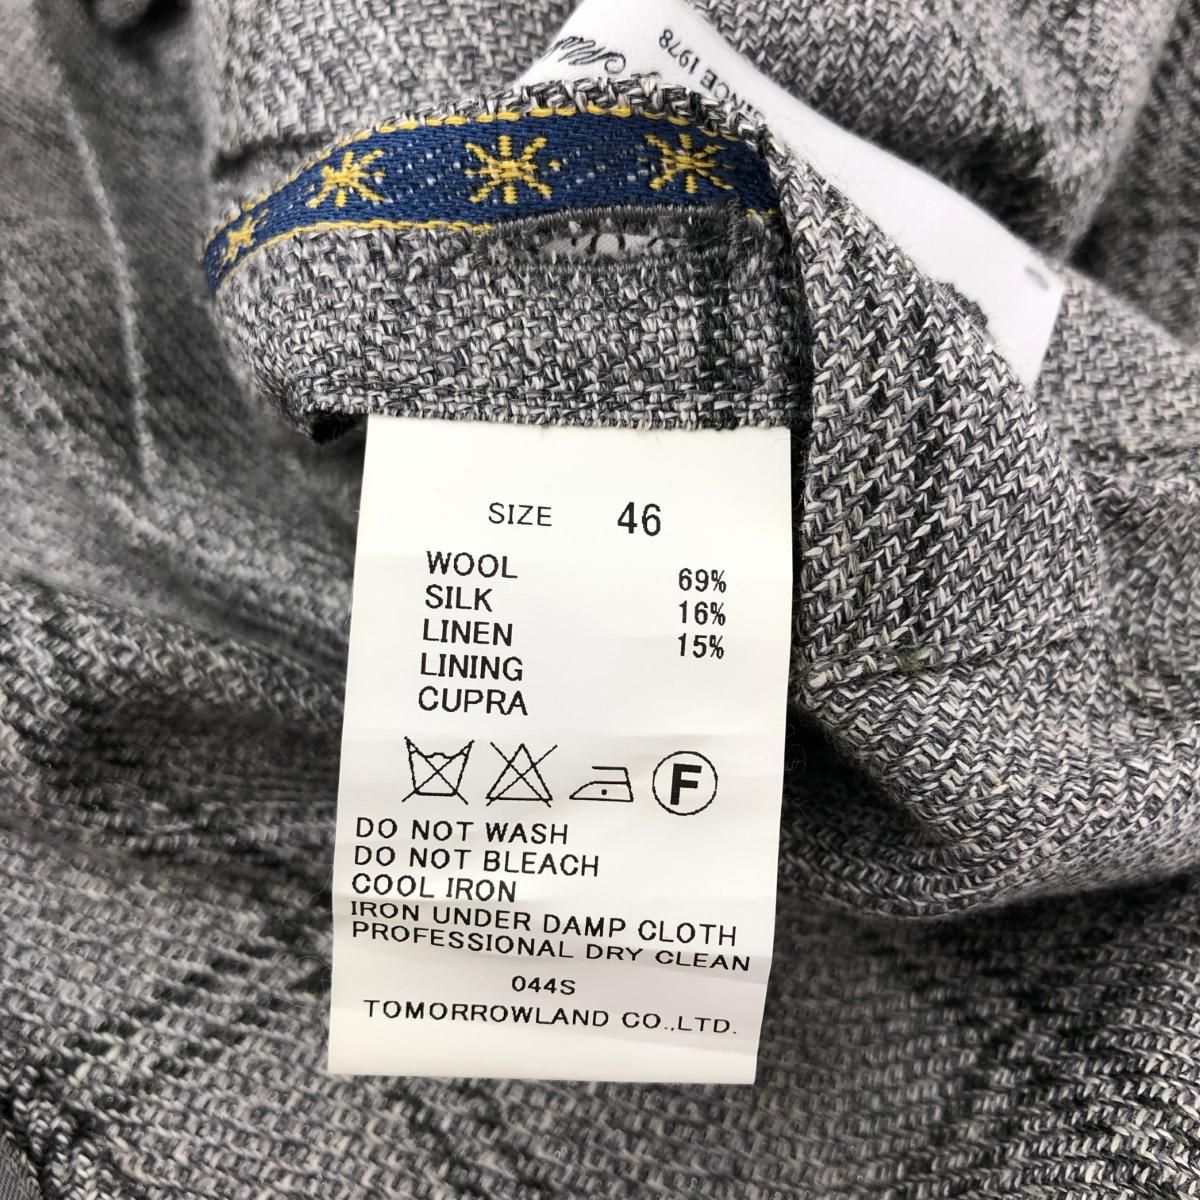 SINCE 1978
SIZE 46
WOOL 69%
SILK 16%
LINEN 15%
LINING
CUPRA
F
DO NOT WASH
DO NOT BLEACH
COOL IRON
IRON UNDER DAMP CLOTH
PROFESSIONAL DRY CLEAN
044S
TOMORROWLAND CO.,LTD.